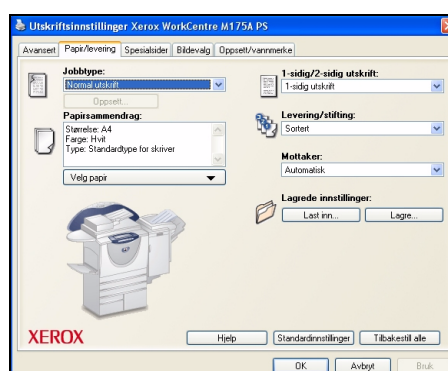 Utskriftsinnstillinger Xerox WorkCentre M175A PS
Avansert Papir/levering Spesialsider Bildevalg Oppsett/vannmerke
Jobbtype:
Normal utskrift
Oppsett...
Papirsammendrag:
Størrelse: A4
Farge: Hvit
Type: Standardtype for skriver
Velg papir
1-sidig/2-sidig utskrift:
1-sidig utskrift
Levering/stifting:
Sortert
Mottaker:
Automatisk
Lagrede innstillinger:
Last inn... Lagre...
XEROX
Hjelp Standardinnstillinger Tilbakestill alle
OK Avbryt Bruk